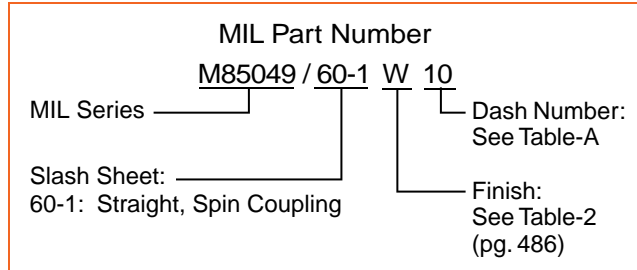 MIL Part Number
M85049 / 60-1 W 10
MIL Series
Dash Number:
See Table-A
Slash Sheet:
60-1: Straight, Spin Coupling
Finish:
See Table-2
(pg. 486)